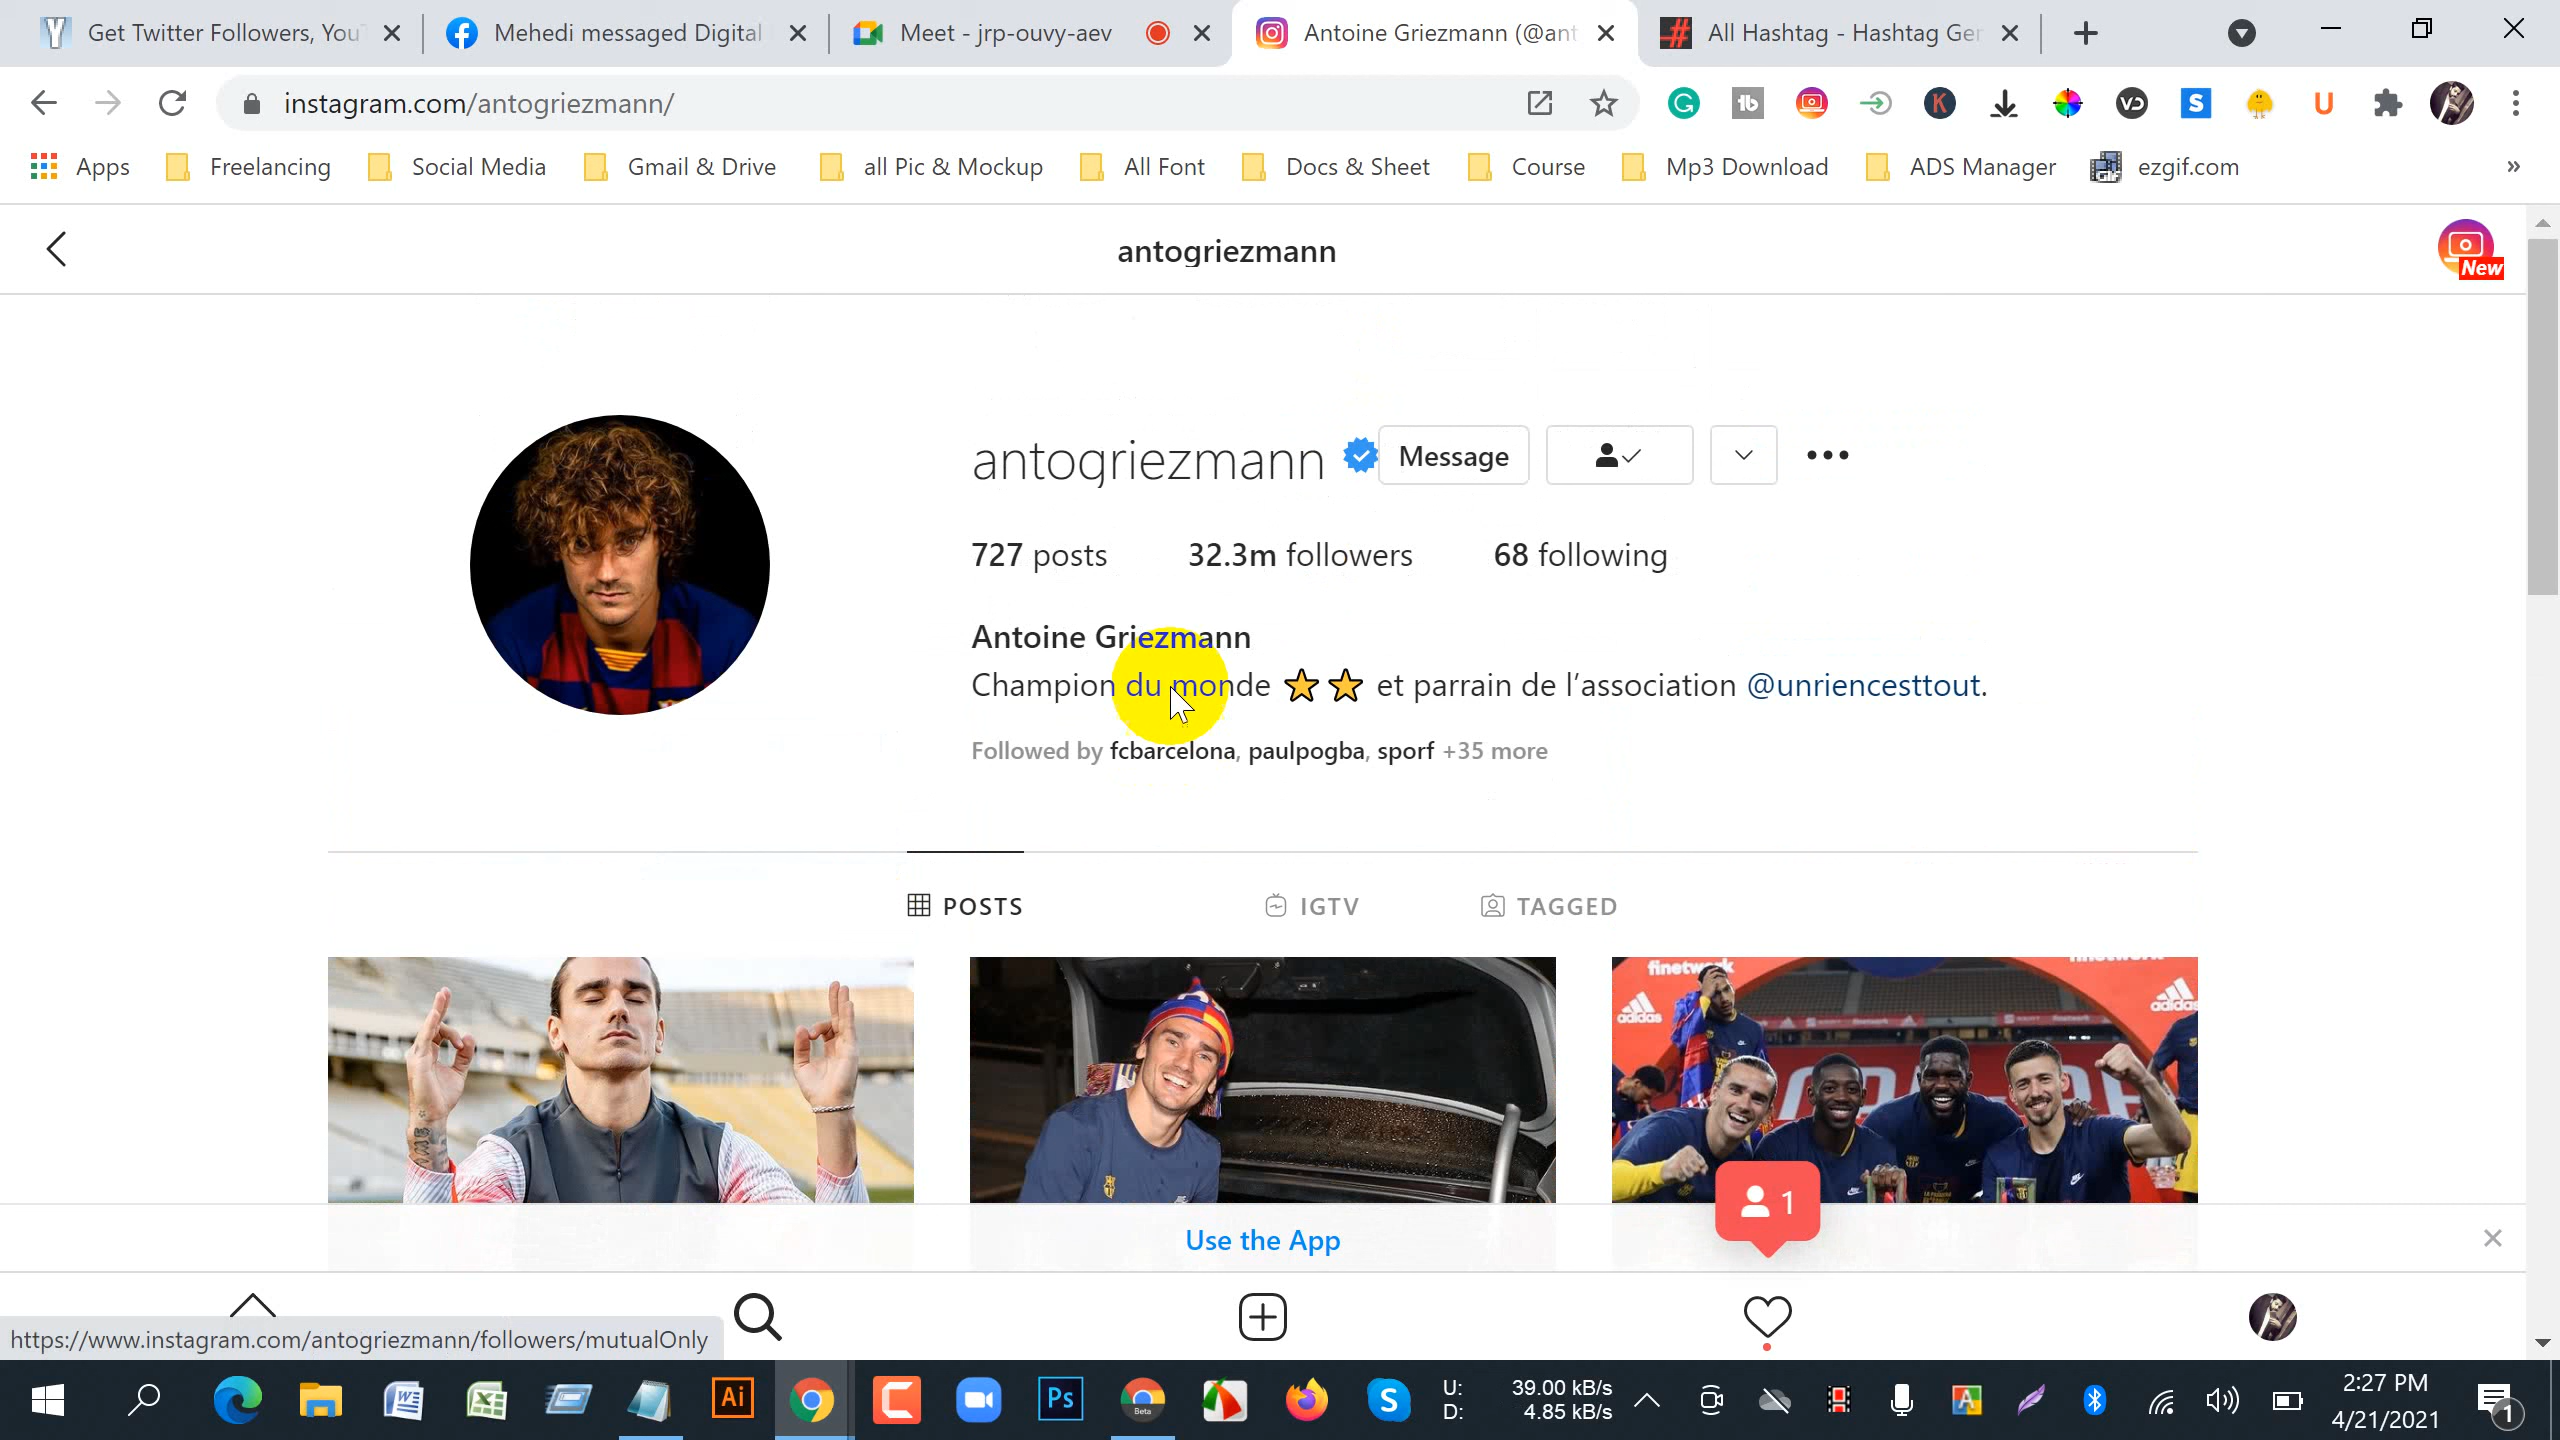 Get Twitter Followers, You
Mehedi messaged Digital
Meet - jrp-ouvy-aev
Antoine Griezmann (@ant
All Hashtag - Hashtag Ger
instagram.com/antogriezmann/
Apps
Freelancing
Social Media
Gmail & Drive
all Pic & Mockup
All Font
Docs & Sheet
Course
Mp3 Download
ADS Manager
ezgif.com
antogriezmann
New
antogriezmann
Message
727 posts
32.3m followers
68 following
Antoine Griezmann
Champion du monde ⭐⭐ et parrain de l’association @unriencesttout.
Followed by fcbarcelona, paulpogba, sporf +35 more
POSTS
IGTV
TAGGED
finetwork
adidas
adidas
1
Use the App
https://www.instagram.com/antogriezmann/followers/mutualOnly
Ai
Ps
Beta
U: 39.00 kB/s
D: 4.85 kB/s
2:27 PM
4/21/2021
1